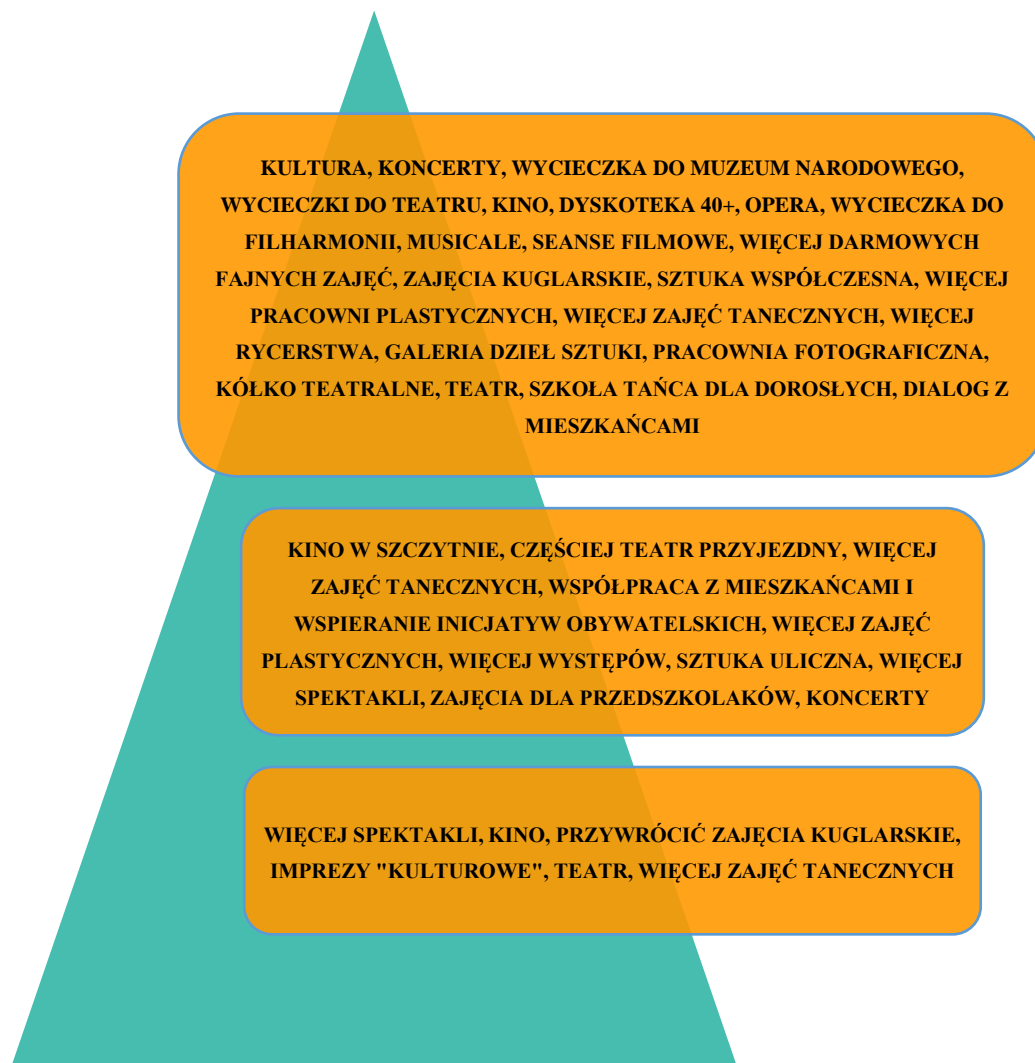 KULTURA, KONCERTY, WYCIECZKA DO MUZEUM NARODOWEGO,
WYCIECZKI DO TEATRU, KINO, DYSKOTEKA 40+, OPERA, WYCIECZKA DO
FILHARMONII, MUSICALE, SEANSE FILMOWE, WIĘCEJ DARMOWYCH
FAJNYCH ZAJĘĆ, ZAJĘCIA KUGLARSKIE, SZTUKA WSPÓŁCZESNA, WIĘCEJ
PRACOWNI PLASTYCZNYCH, WIĘCEJ ZAJĘĆ TANECZNYCH, WIĘCEJ
RYCERSTWA, GALERIA DZIEŁ SZTUKI, PRACOWNIA FOTOGRAFICZNA,
KÓŁKO TEATRALNE, TEATR, SZKOŁA TAŃCA DLA DOROSŁYCH, DIALOG Z
MIESZKAŃCAMI
KINO W SZCZYTNIE, CZĘŚCIEJ TEATR PRZYJEZDNY, WIĘCEJ
ZAJĘĆ TANECZNYCH, WSPÓŁPRACA Z MIESZKAŃCAMI I
WSPIERANIE INICJATYW OBYWATELSKICH, WIĘCEJ ZAJĘĆ
PLASTYCZNYCH, WIĘCEJ WYSTĘPÓW, SZTUKA ULICZNA, WIĘCEJ
SPEKTAKLI, ZAJĘCIA DLA PRZEDSZKOLAKÓW, KONCERTY
WIĘCEJ SPEKTAKLI, KINO, PRZYWRÓCIĆ ZAJĘCIA KUGLARSKIE,
IMPREZY "KULTUROWE", TEATR, WIĘCEJ ZAJĘĆ TANECZNYCH